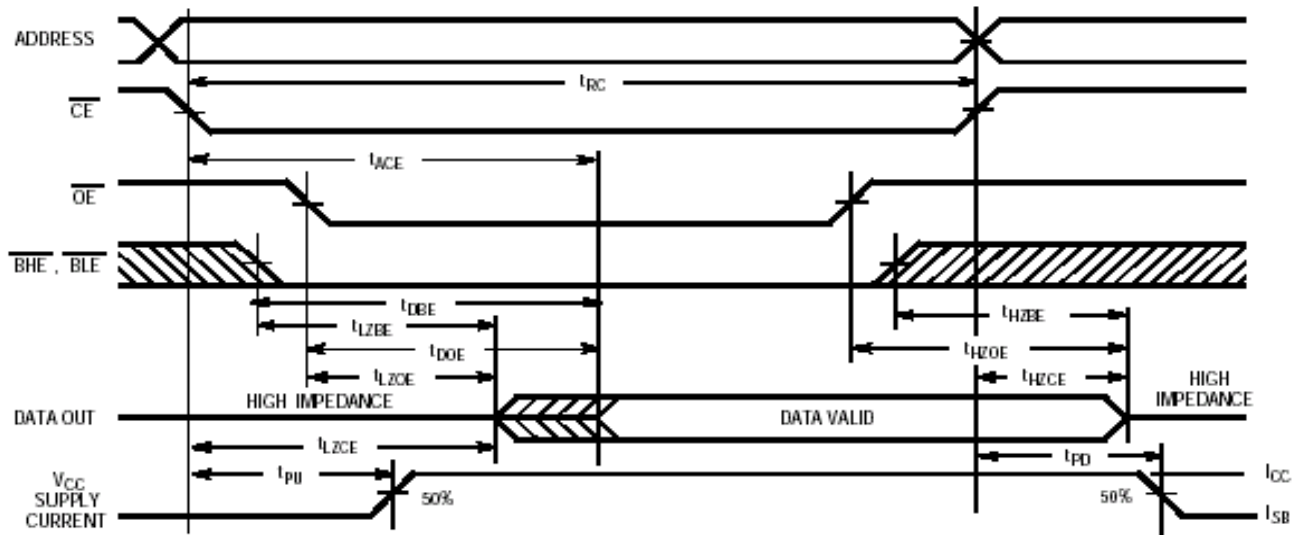 ADDRESS
tRC
CE
tACE
OE
BHE , BLE
tDBE
tLZBE
tHZBE
tDOE
tHZOE
tLZOE
tHZCE
HIGH IMPEDANCE
HIGH
IMPEDANCE
DATA OUT
DATA VALID
tLZCE
tPU
tPD
VCC
SUPPLY
CURRENT
50%
50%
ICC
ISB